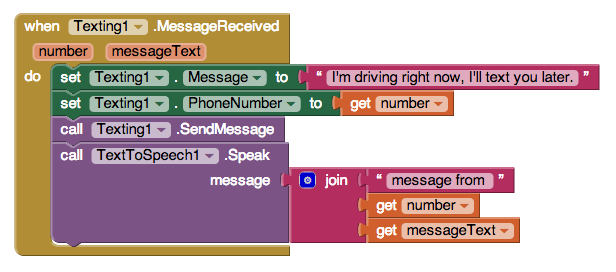 when Texting1 .MessageReceived
number messageText
do set Texting1 . Message to " I'm driving right now, I'll text you later. "
set Texting1 . PhoneNumber to get number
call Texting1 .SendMessage
call TextToSpeech1 .Speak
message join " message from "
get number
get messageText